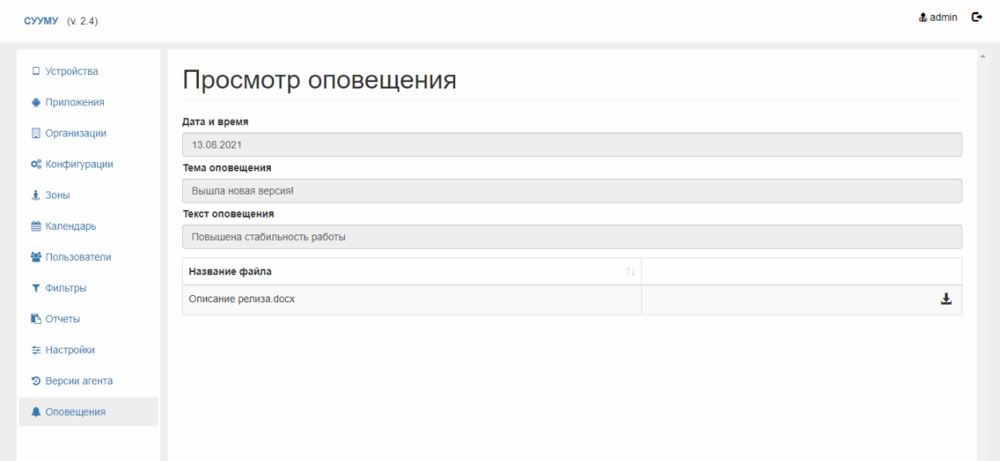 СУУМУ (v. 2.4)
admin
Устройства
Приложения
Организации
Конфигурации
Зоны
Календарь
Пользователи
Фильтры
Отчеты
Настройки
Версии агента
Оповещения
Просмотр оповещения
Дата и время
13.08.2021
Тема оповещения
Вышла новая версия!
Текст оповещения
Повышена стабильность работы
Название файла
Описание релиза.docx